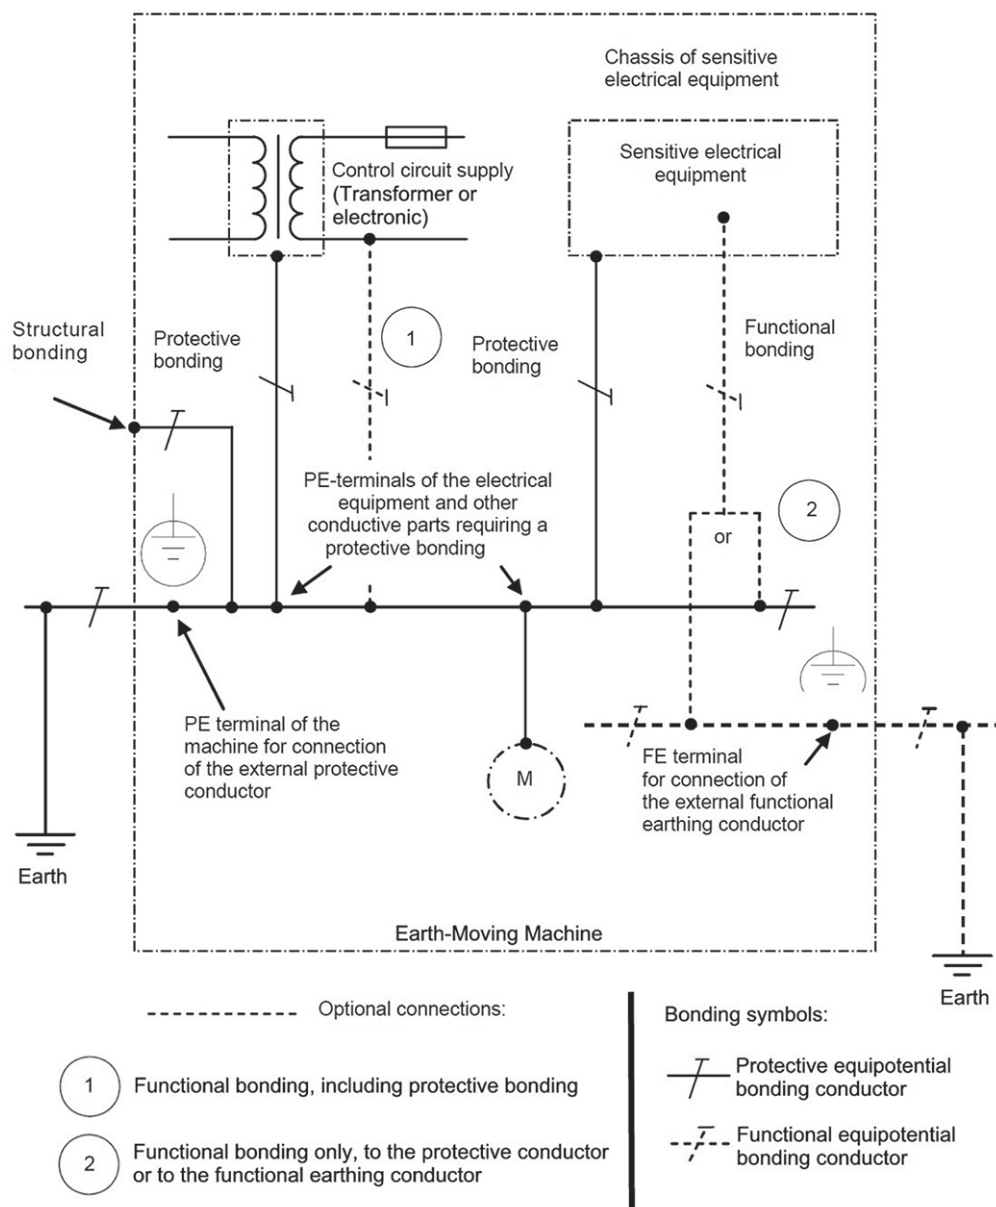 Chassis of sensitive
electrical equipment
Sensitive electrical
equipment
Control circuit supply
(Transformer or
electronic)
Structural
bonding
Protective
bonding
1
Protective
bonding
Functional
bonding
PE-terminals of the electrical
equipment and other
conductive parts requiring a
protective bonding
2
or
PE terminal of the
machine for connection
of the external protective
conductor
M
FE terminal
for connection of
the external functional
earthing conductor
Earth
Earth-Moving Machine
Earth
Optional connections:
1
Functional bonding, including protective bonding
2
Functional bonding only, to the protective conductor
or to the functional earthing conductor
Bonding symbols:
Protective equipotential
bonding conductor
Functional equipotential
bonding conductor